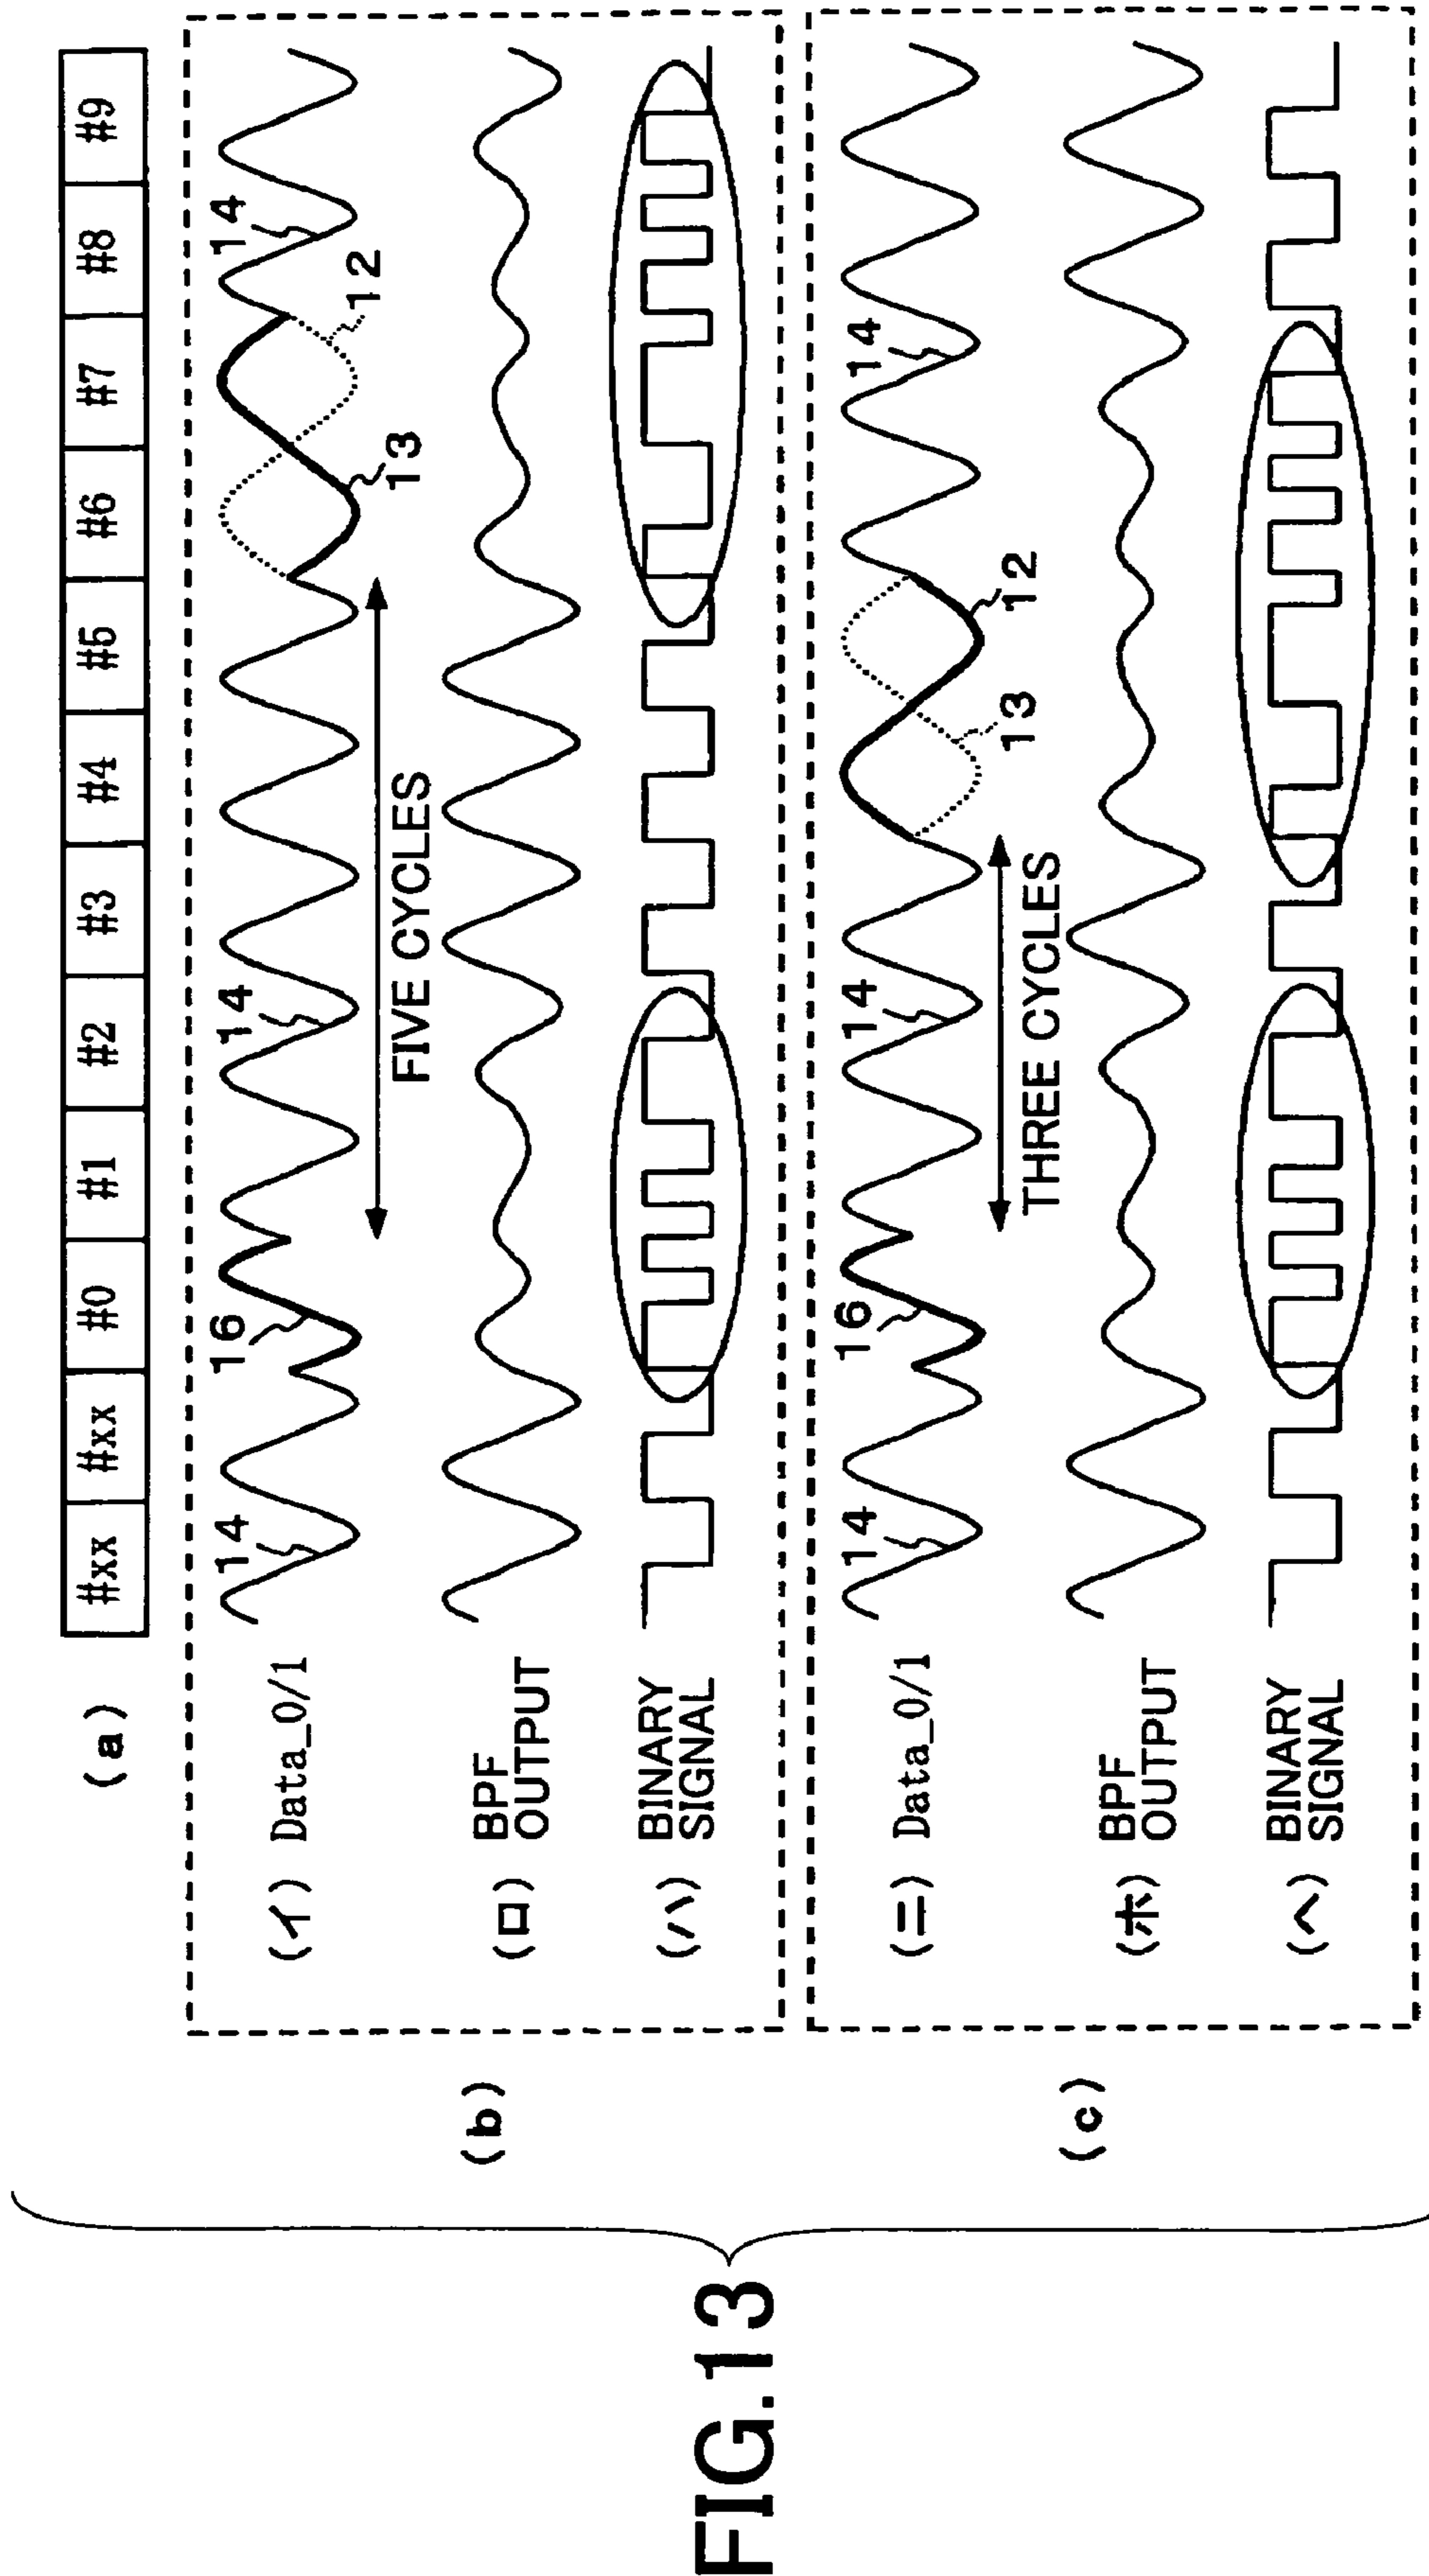 FIG.13
(a)
#xx #xx #0 #1 #2 #3 #4 #5 #6 #7 #8 #9
(b)
(イ) Data_0/1
14 16 14 13 12 14
FIVE CYCLES
(ロ) BPF
OUTPUT
(ハ) BINARY
SIGNAL
(c)
(ニ) Data_0/1
14 16 14 13 12 14
THREE CYCLES
(ホ) BPF
OUTPUT
(ヘ) BINARY
SIGNAL